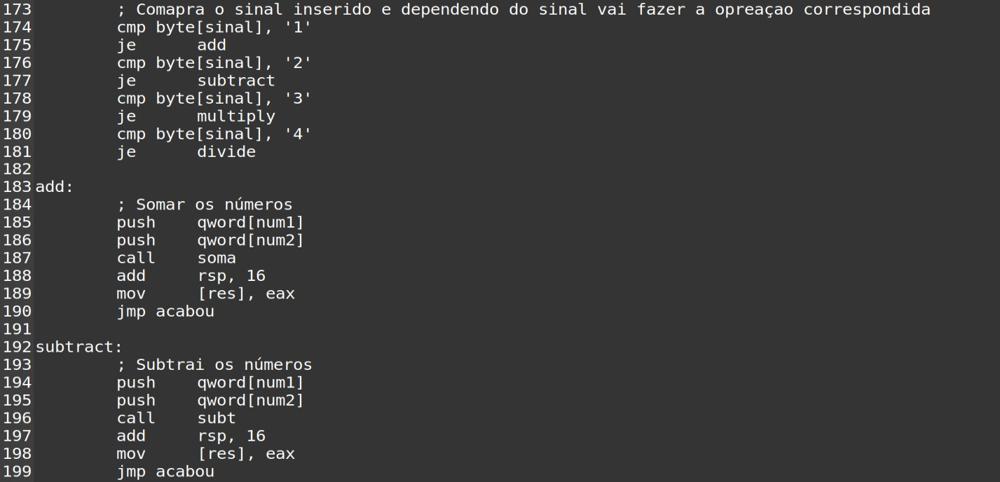 173 ; Comapra o sinal inserido e dependendo do sinal vai fazer a opreaçao correspondida
174 cmp byte[sinal], '1'
175 je add
176 cmp byte[sinal], '2'
177 je subtract
178 cmp byte[sinal], '3'
179 je multiply
180 cmp byte[sinal], '4'
181 je divide
182
183 add:
184 ; Somar os números
185 push qword[num1]
186 push qword[num2]
187 call soma
188 add rsp, 16
189 mov [res], eax
190 jmp acabou
191
192 subtract:
193 ; Subtrai os números
194 push qword[num1]
195 push qword[num2]
196 call subt
197 add rsp, 16
198 mov [res], eax
199 jmp acabou